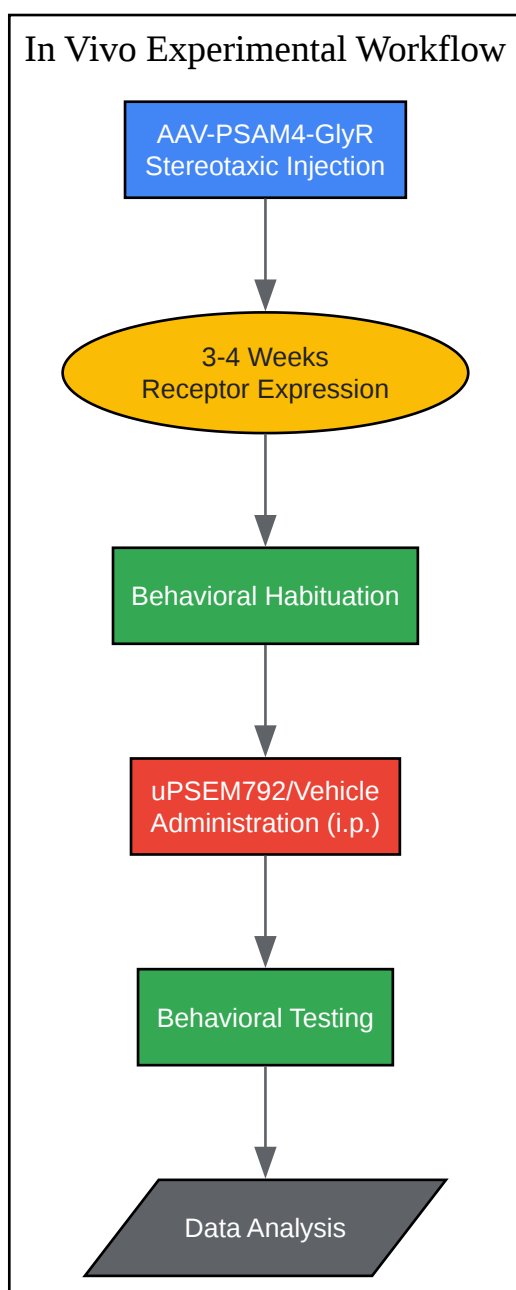 In Vivo Experimental Workflow
AAV-PSAM4-GlyR
Stereotaxic Injection
3-4 Weeks
Receptor Expression
Behavioral Habituation
uPSEM792/Vehicle
Administration (i.p.)
Behavioral Testing
Data Analysis